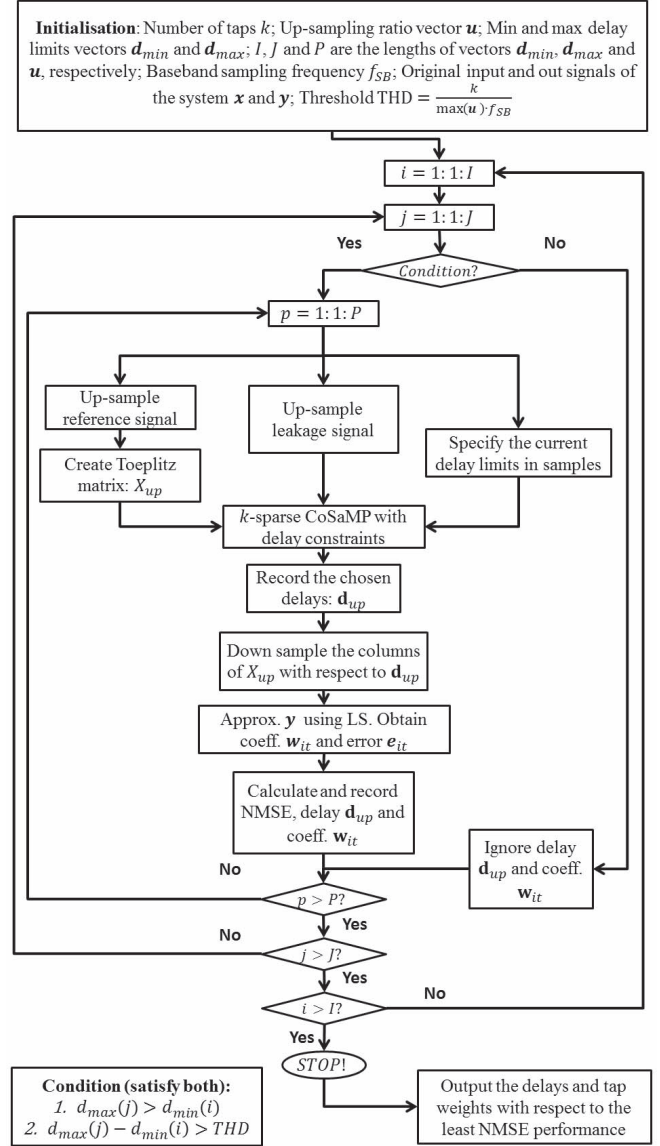 Initialisation: Number of taps k; Up-sampling ratio vector u; Min and max delay
limits vectors d_min and d_max; I, J and P are the lengths of vectors d_min, d_max and
u, respectively; Baseband sampling frequency f_SB; Original input and out signals of
the system x and y; Threshold THD = k / max(u)·f_SB
i = 1: 1: I
j = 1: 1: J
Yes
No
Condition?
p = 1: 1: P
Up-sample
reference signal
Up-sample
leakage signal
Specify the current
delay limits in samples
Create Toeplitz
matrix: X_up
k-sparse CoSaMP with
delay constraints
Record the chosen
delays: d_up
Down sample the columns
of X_up with respect to d_up
Approx. y using LS. Obtain
coeff. w_it and error e_it
Calculate and record
NMSE, delay d_up and
coeff. w_it
Ignore delay
d_up and coeff.
w_it
No
p > P?
Yes
No
j > J?
Yes
No
i > I?
Yes
STOP!
Condition (satisfy both):
1. d_max(j) > d_min(i)
2. d_max(j) − d_min(i) > THD
Output the delays and tap
weights with respect to the
least NMSE performance